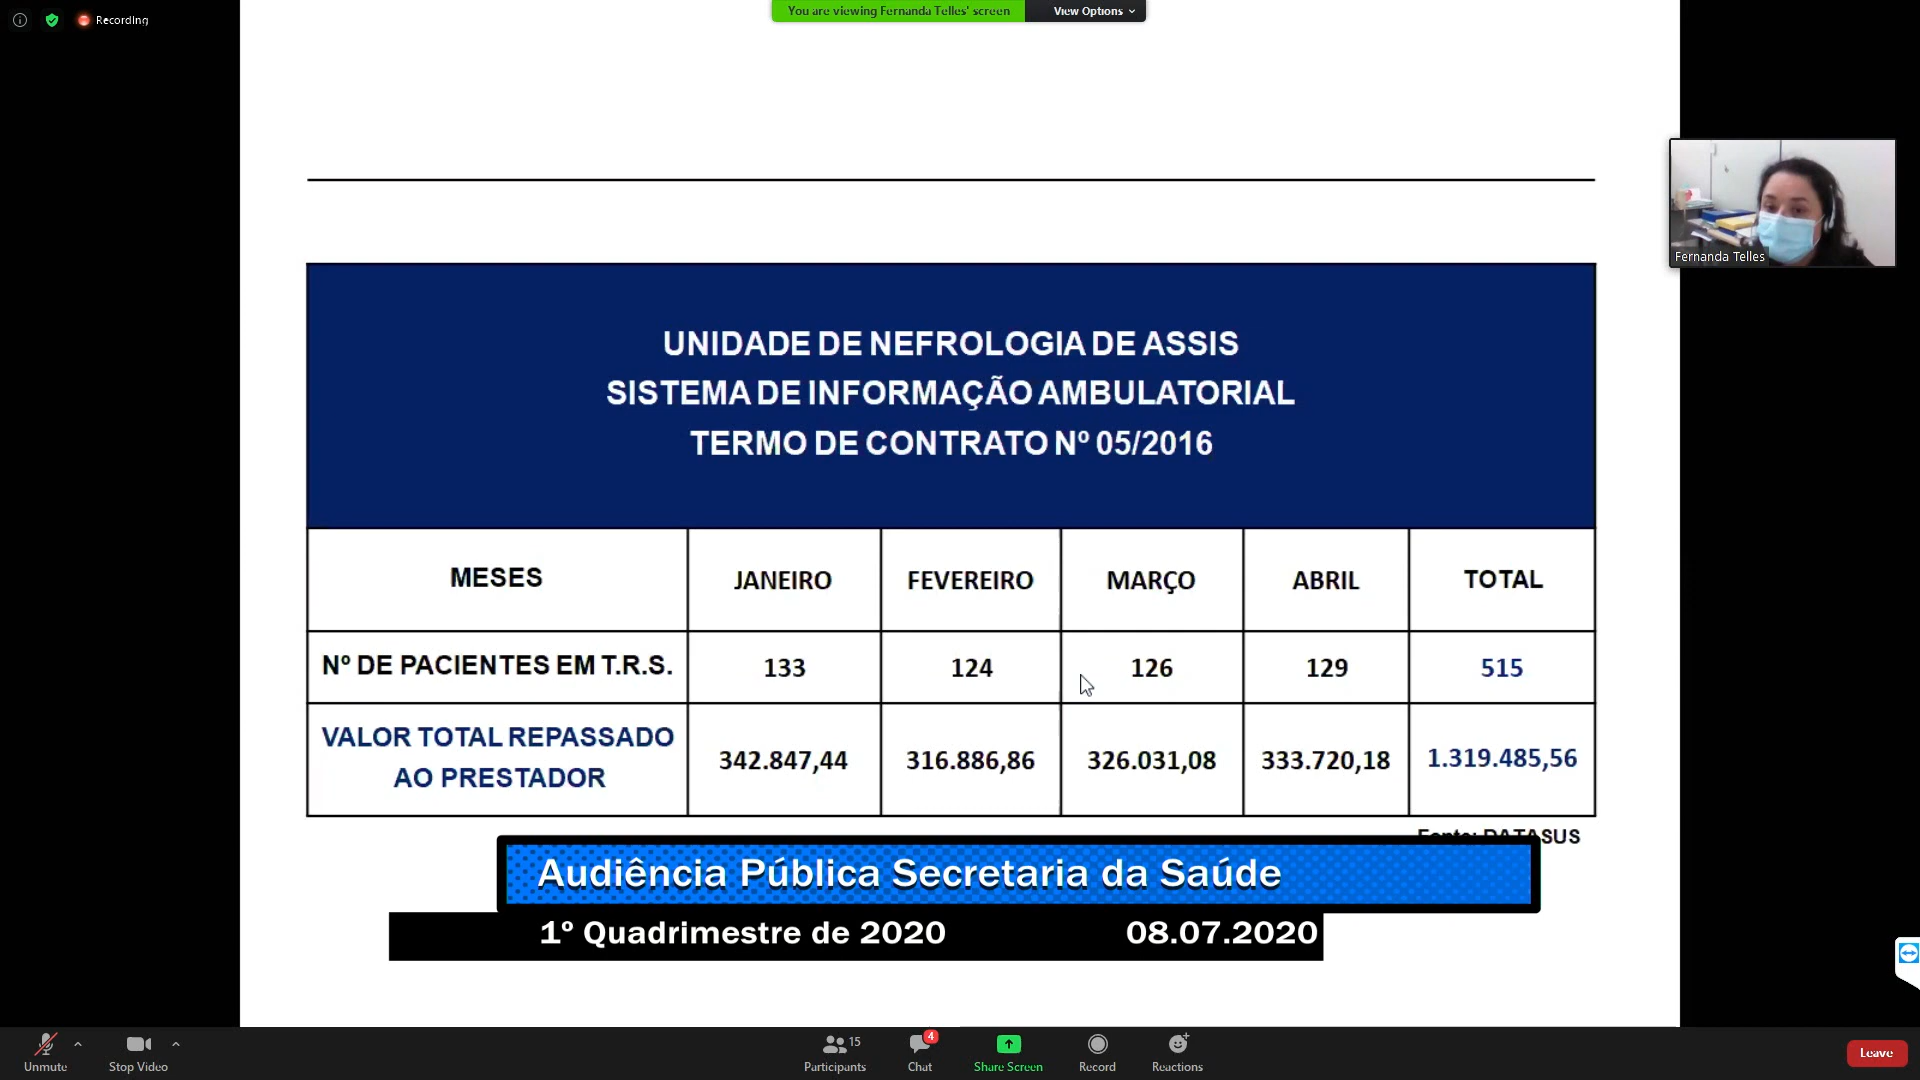 Recording
You are viewing Fernanda Telles' screen
View Options
Fernanda Telles
UNIDADE DE NEFROLOGIA DE ASSIS
SISTEMA DE INFORMAÇÃO AMBULATORIAL
TERMO DE CONTRATO Nº 05/2016
MESES JANEIRO FEVEREIRO MARÇO ABRIL TOTAL
Nº DE PACIENTES EM T.R.S. 133 124 126 129 515
VALOR TOTAL REPASSADO
AO PRESTADOR 342.847,44 316.886,86 326.031,08 333.720,18 1.319.485,56
Fonte: DATASUS
Audiência Pública Secretaria da Saúde
1º Quadrimestre de 2020 08.07.2020
Unmute
Stop Video
15
Participants
4
Chat
Share Screen
Record
Reactions
Leave